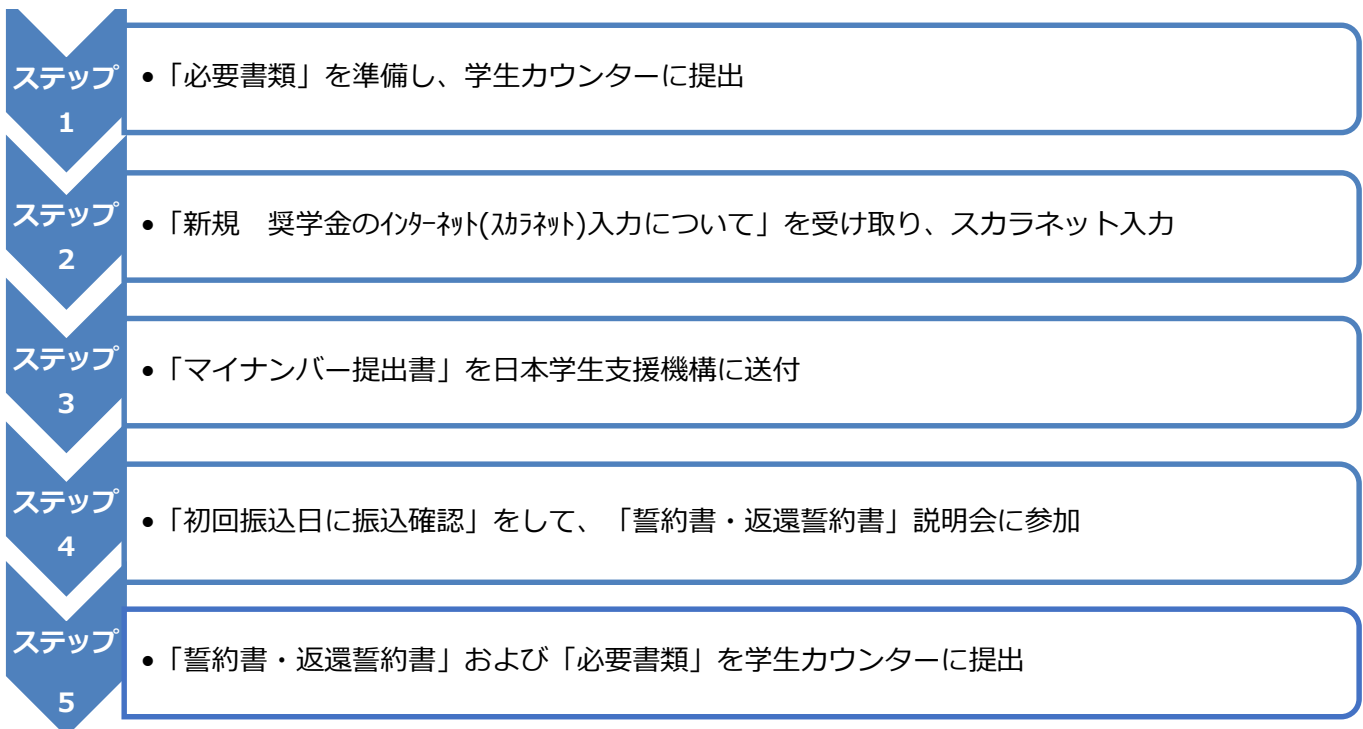 ステップ
1
•「必要書類」を準備し、学生カウンターに提出
ステップ
2
•「新規　奨学金のｲﾝﾀｰﾈｯﾄ(ｽｶﾗﾈｯﾄ)入力について」を受け取り、スカラネット入力
ステップ
3
•「マイナンバー提出書」を日本学生支援機構に送付
ステップ
4
•「初回振込日に振込確認」をして、「誓約書・返還誓約書」説明会に参加
ステップ
5
•「誓約書・返還誓約書」および「必要書類」を学生カウンターに提出